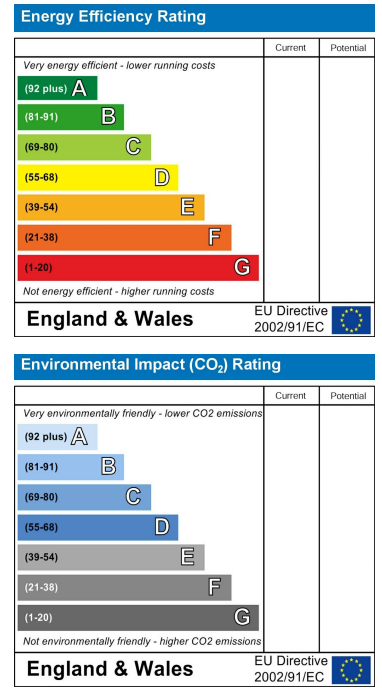 Energy Efficiency Rating
Current Potential
Very energy efficient - lower running costs
(92 plus) A
(81-91) B
(69-80) C
(55-68) D
(39-54) E
(21-38) F
(1-20) G
Not energy efficient - higher running costs
England & Wales
EU Directive
2002/91/EC
Environmental Impact (CO₂) Rating
Current Potential
Very environmentally friendly - lower CO2 emissions
(92 plus) A
(81-91) B
(69-80) C
(55-68) D
(39-54) E
(21-38) F
(1-20) G
Not environmentally friendly - higher CO2 emissions
England & Wales
EU Directive
2002/91/EC